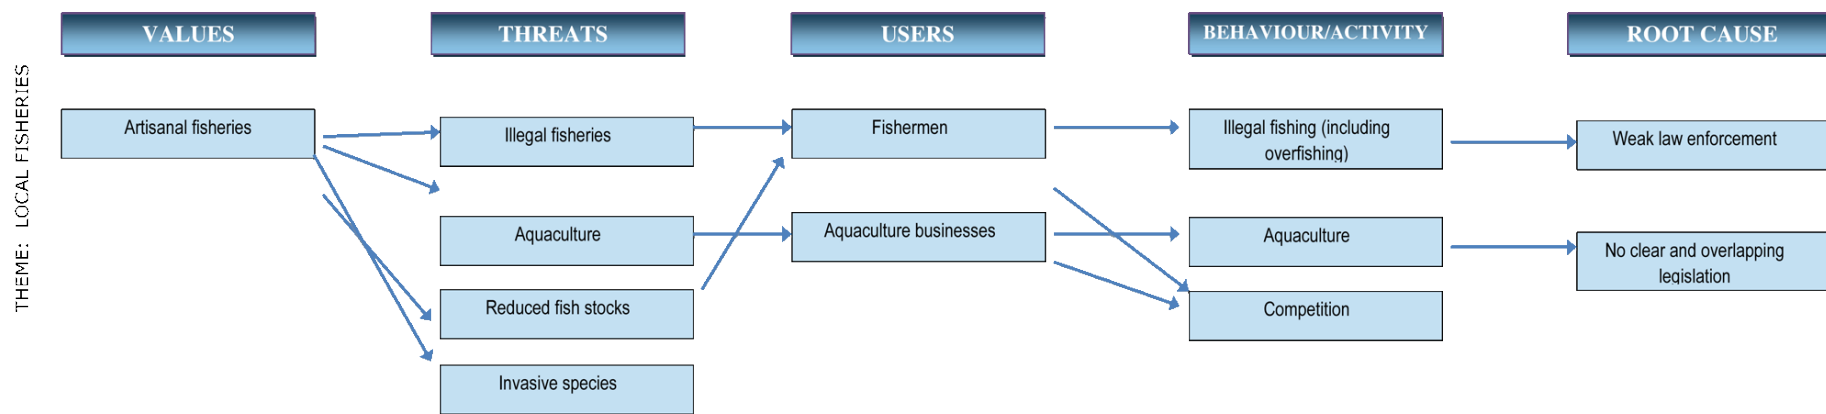 VALUES
THREATS
USERS
BEHAVIOUR/ACTIVITY
ROOT CAUSE
THEME: LOCAL FISHERIES
Artisanal fisheries
Illegal fisheries
Fishermen
Illegal fishing (including
overfishing)
Weak law enforcement
Aquaculture
Aquaculture businesses
Aquaculture
No clear and overlapping
legislation
Reduced fish stocks
Competition
Invasive species